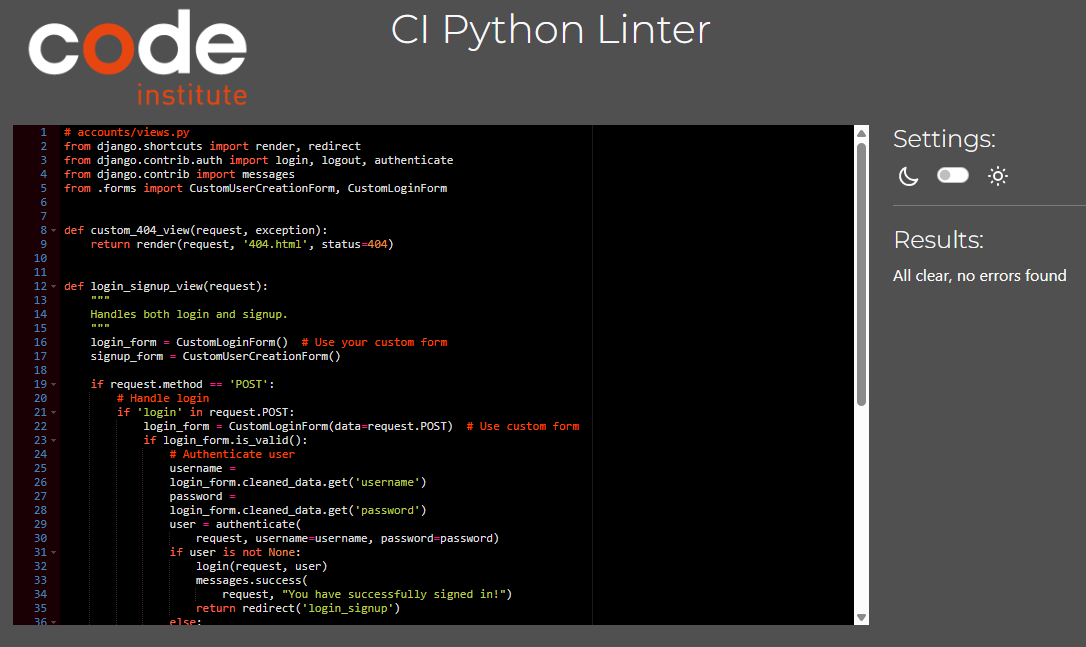 code
institute
CI Python Linter
1 # accounts/views.py
2 from django.shortcuts import render, redirect
3 from django.contrib.auth import login, logout, authenticate
4 from django.contrib import messages
5 from .forms import CustomUserCreationForm, CustomLoginForm
6
7
8 def custom_404_view(request, exception):
9     return render(request, '404.html', status=404)
10
11
12 def login_signup_view(request):
13     """
14     Handles both login and signup.
15     """
16     login_form = CustomLoginForm()  # Use your custom form
17     signup_form = CustomUserCreationForm()
18
19     if request.method == 'POST':
20         # Handle login
21         if 'login' in request.POST:
22             login_form = CustomLoginForm(data=request.POST)  # Use custom form
23             if login_form.is_valid():
24                 # Authenticate user
25                 username =
26                 login_form.cleaned_data.get('username')
27                 password =
28                 login_form.cleaned_data.get('password')
29                 user = authenticate(
30                     request, username=username, password=password)
31                 if user is not None:
32                     login(request, user)
33                     messages.success(
34                         request, "You have successfully signed in!")
35                     return redirect('login_signup')
36                 else:
Settings:
Results:
All clear, no errors found